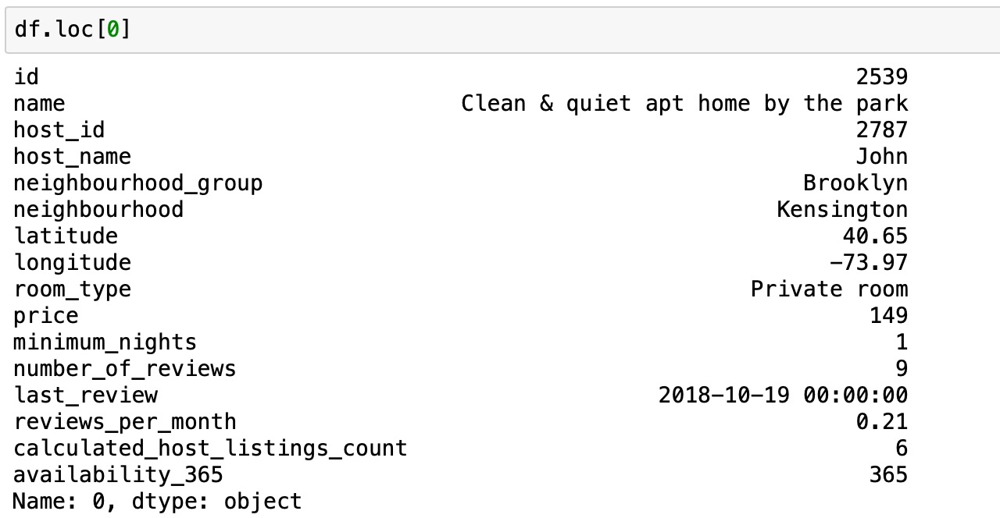 df.loc[0]
id 2539
name Clean & quiet apt home by the park
host_id 2787
host_name John
neighbourhood_group Brooklyn
neighbourhood Kensington
latitude 40.65
longitude -73.97
room_type Private room
price 149
minimum_nights 1
number_of_reviews 9
last_review 2018-10-19 00:00:00
reviews_per_month 0.21
calculated_host_listings_count 6
availability_365 365
Name: 0, dtype: object